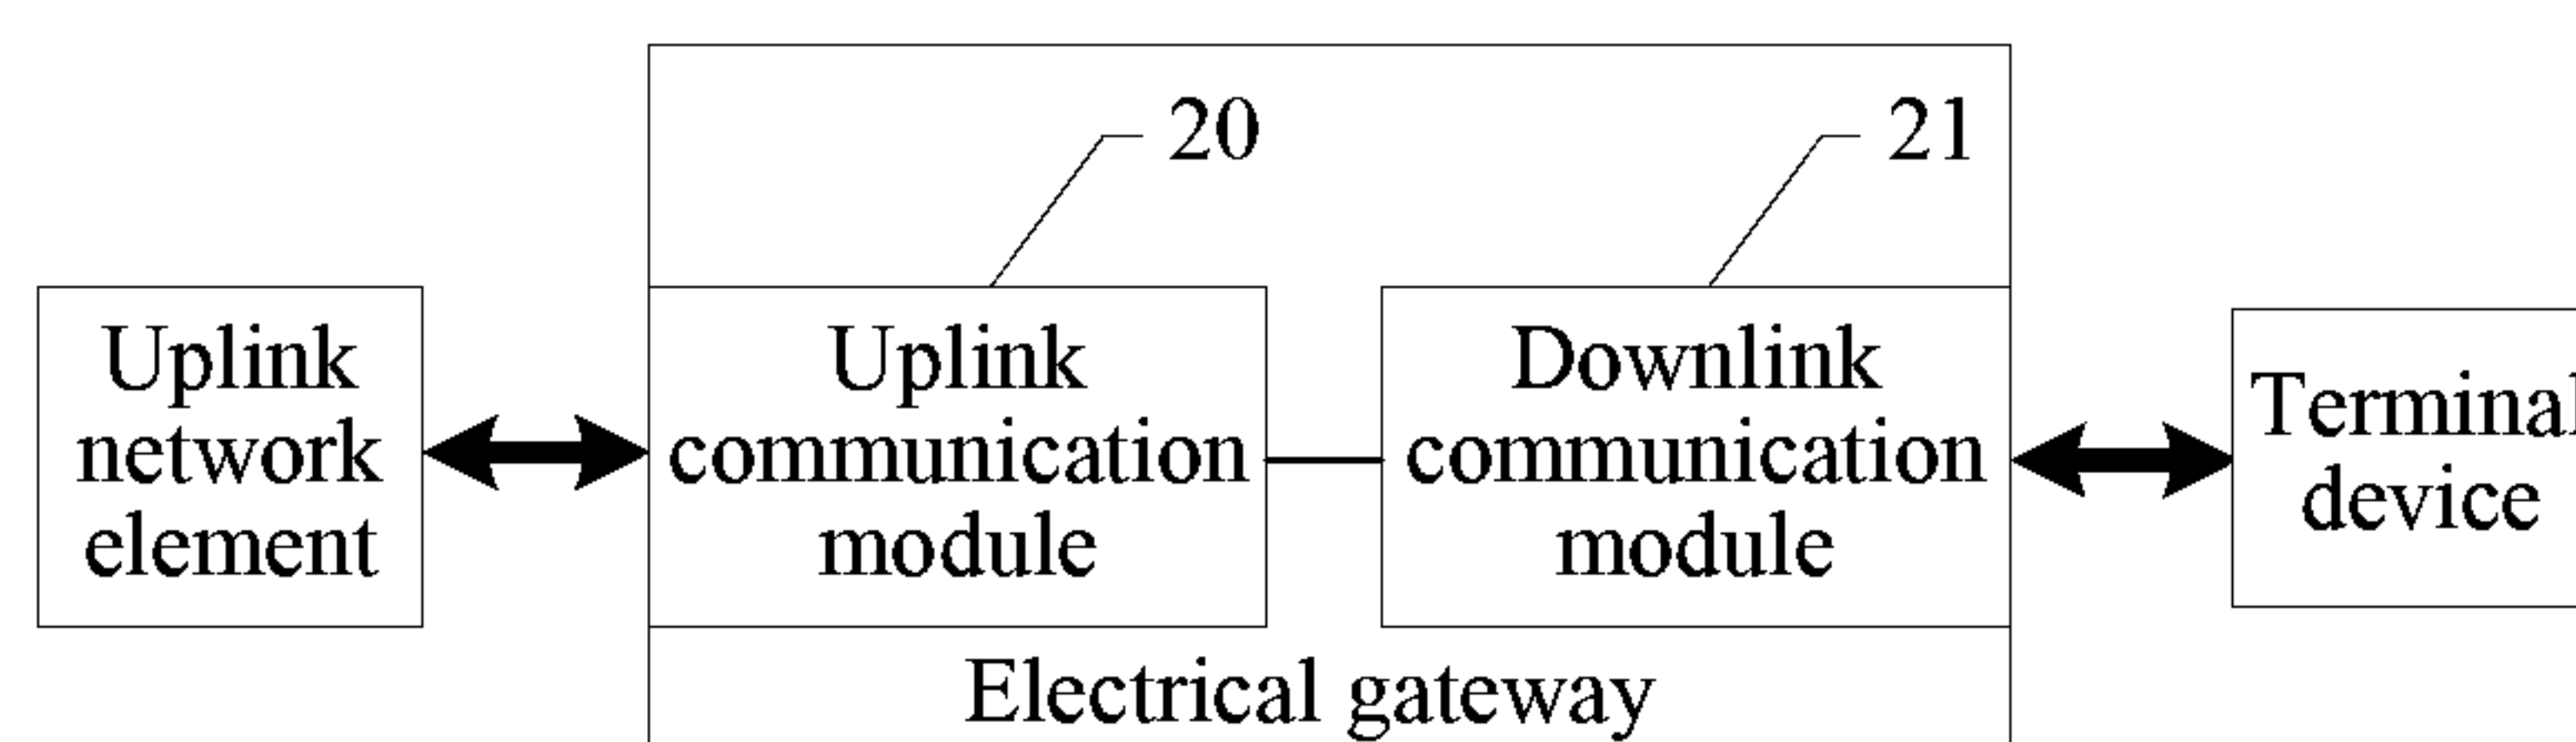 20
21
Uplink
network
element
Uplink
communication
module
Downlink
communication
module
Terminal
device
Electrical gateway